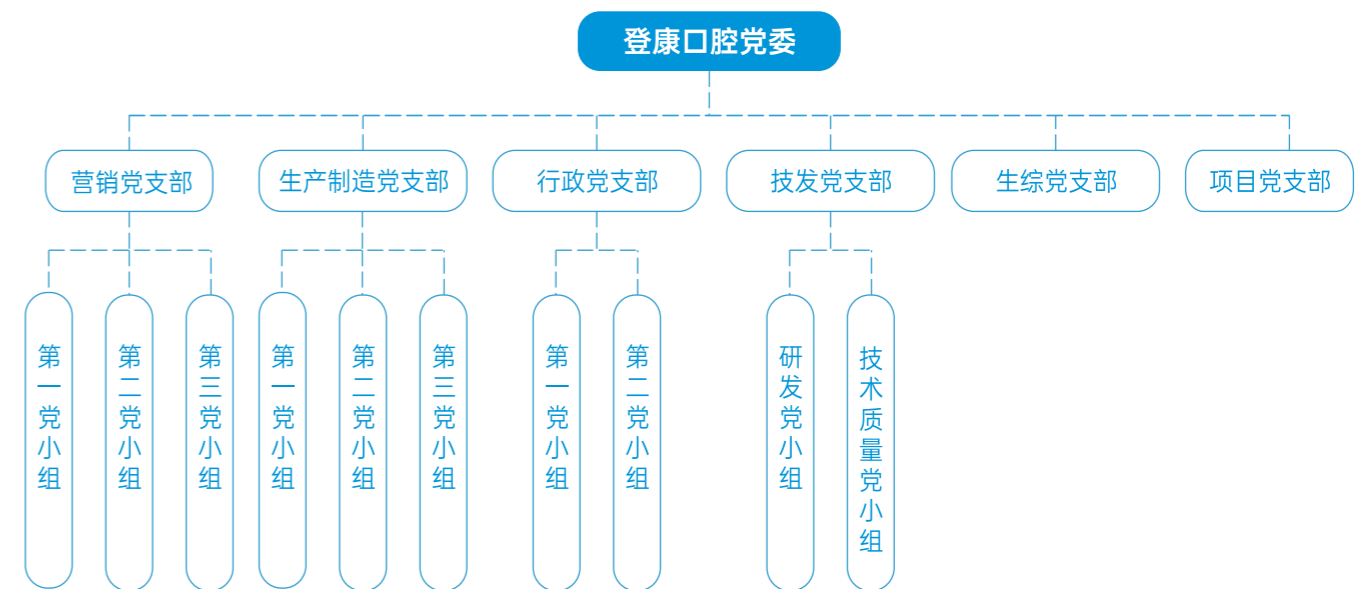 登康口腔党委
营销党支部
生产制造党支部
行政党支部
技发党支部
生综党支部
项目党支部
第一党小组
第二党小组
第三党小组
第一党小组
第二党小组
第三党小组
第一党小组
第二党小组
研发党小组
技术质量党小组